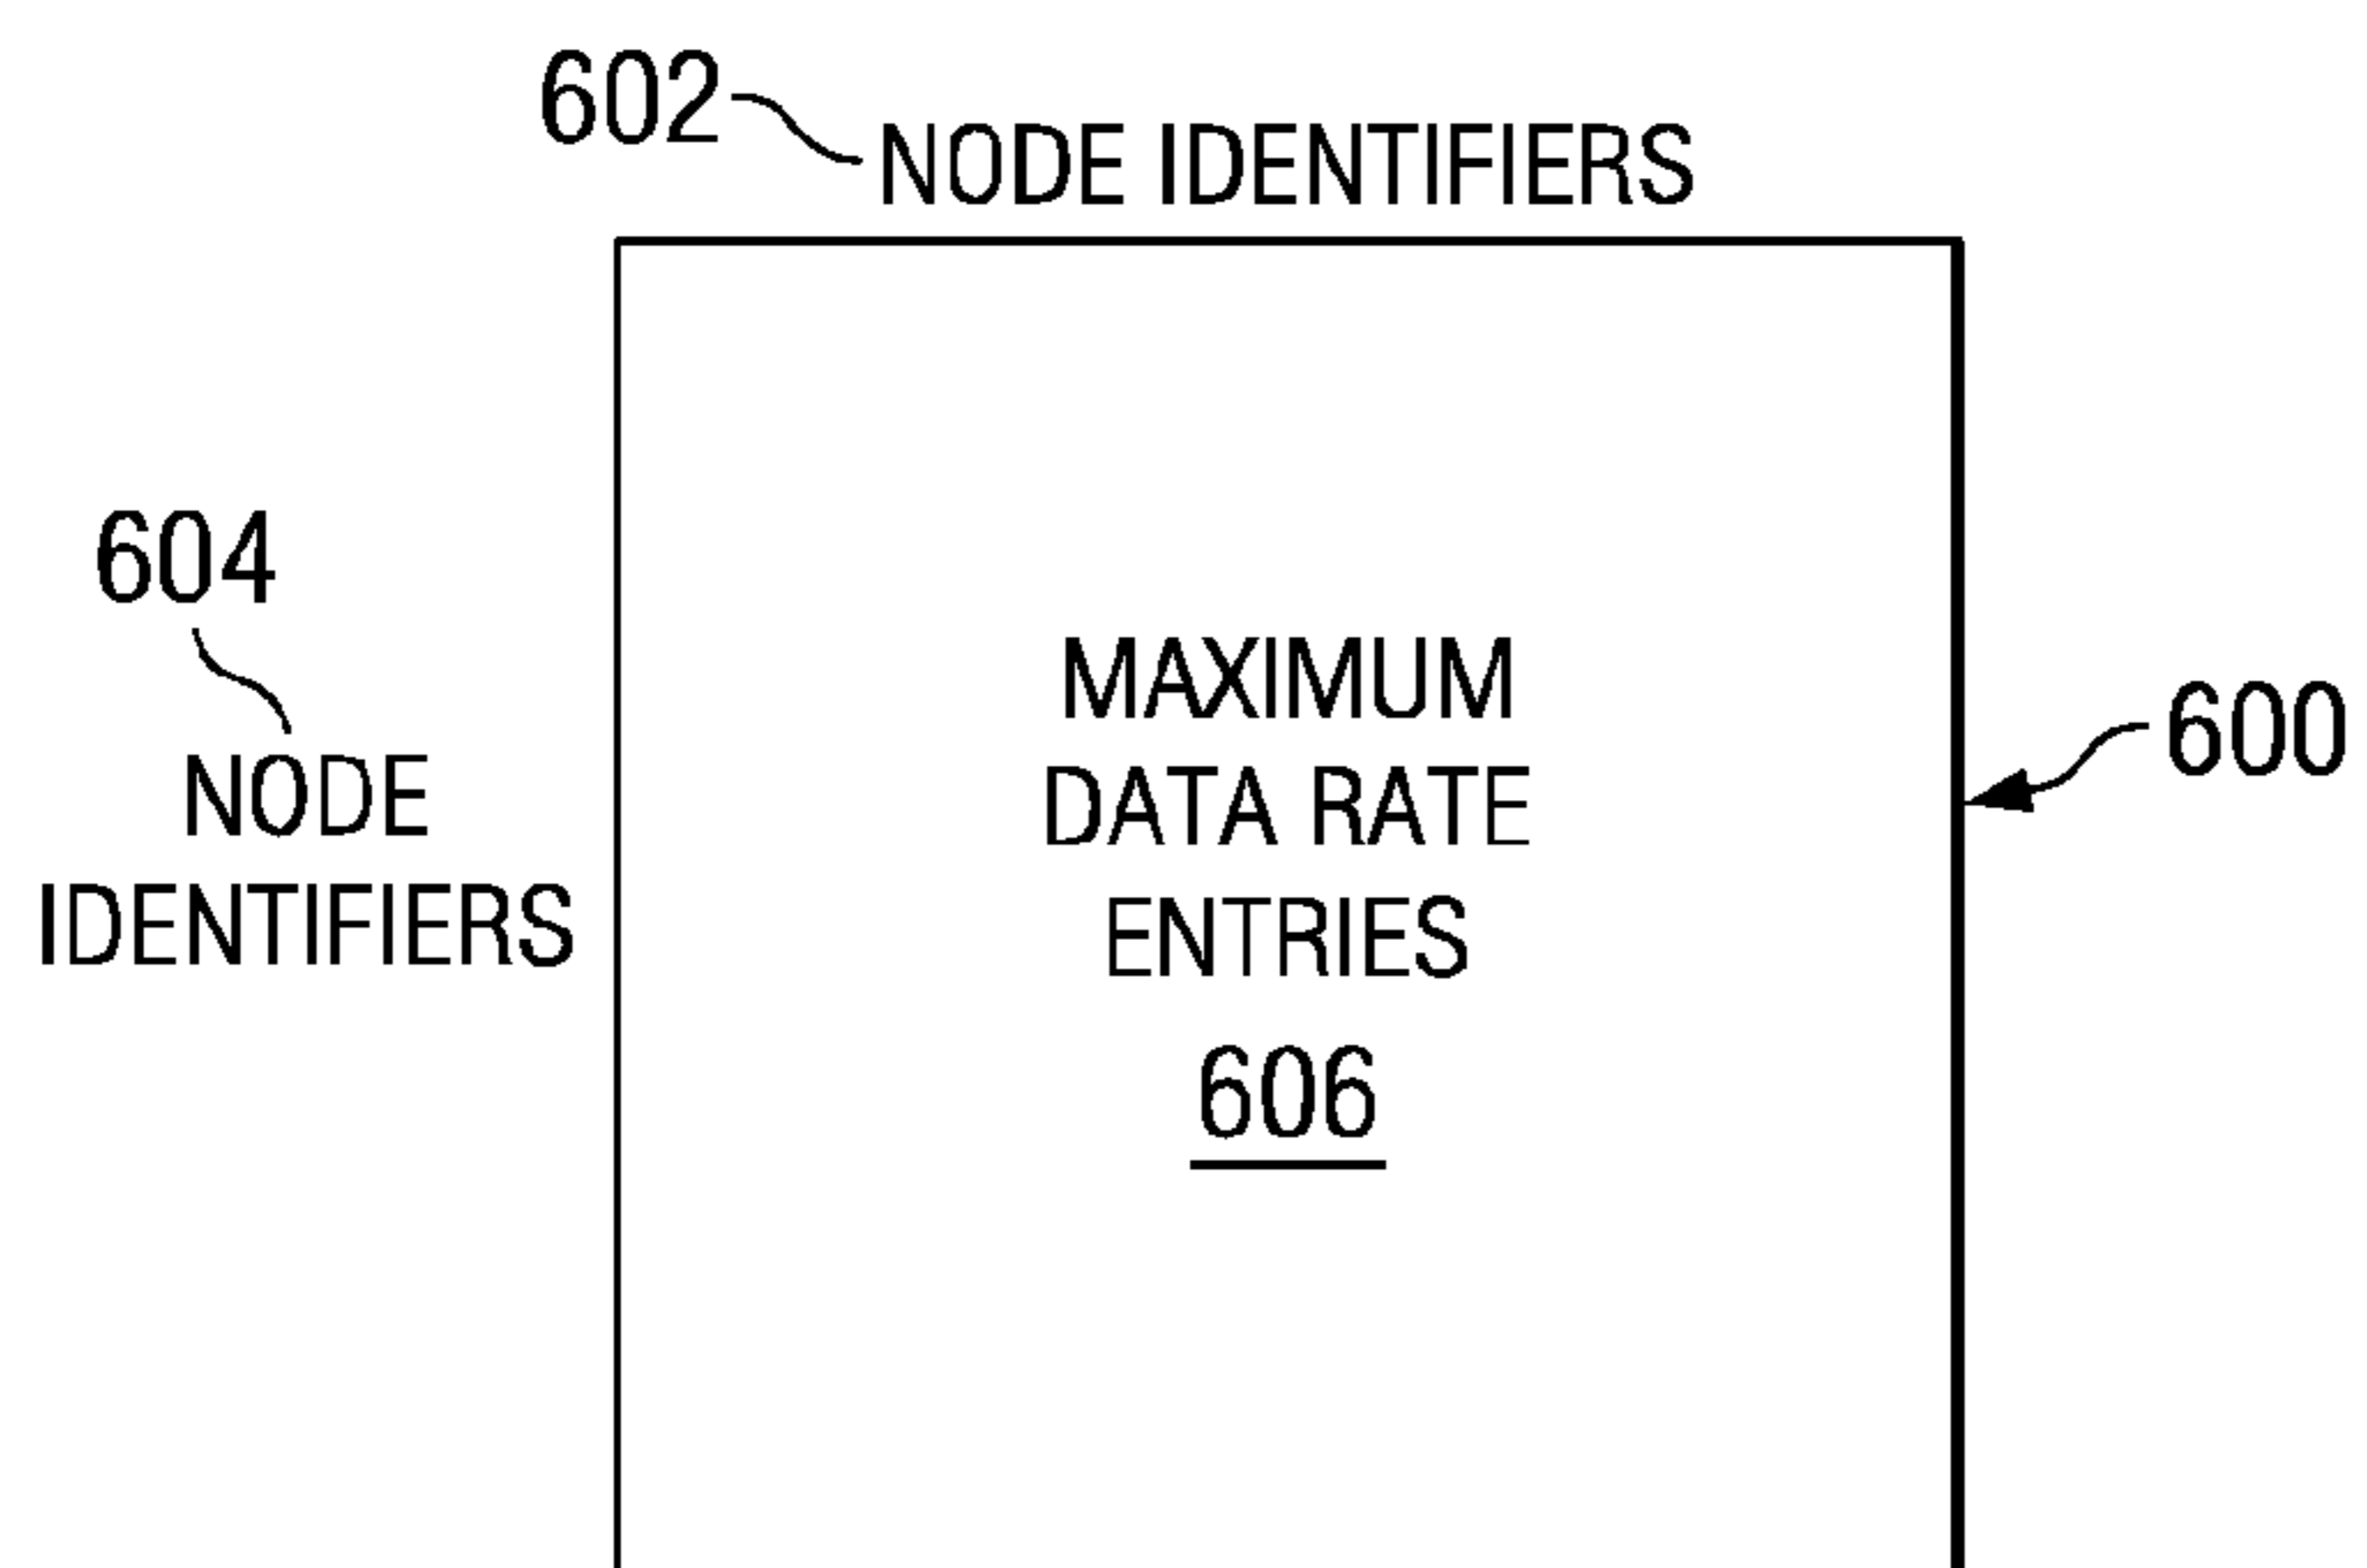 602
NODE IDENTIFIERS
604
NODE
IDENTIFIERS
MAXIMUM
DATA RATE
ENTRIES
606
600